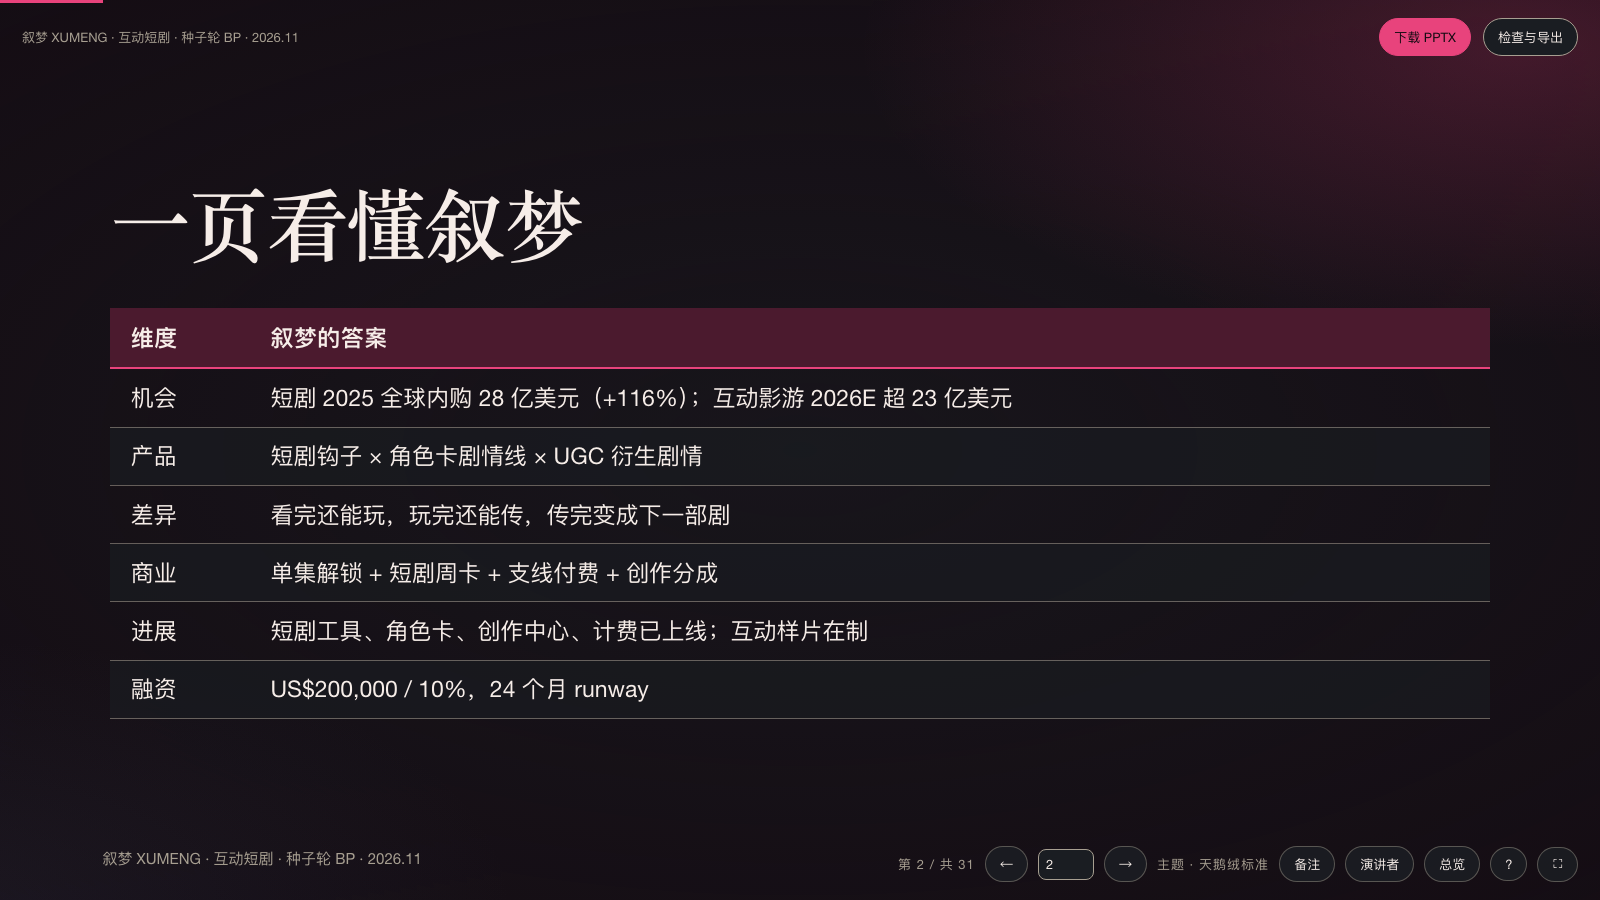 叙梦 XUMENG · 互动短剧 · 种子轮 BP · 2026.11
下载 PPTX
检查与导出
一页看懂叙梦
维度 叙梦的答案
机会 短剧 2025 全球内购 28 亿美元（+116%）；互动影游 2026E 超 23 亿美元
产品 短剧钩子 × 角色卡剧情线 × UGC 衍生剧情
差异 看完还能玩，玩完还能传，传完变成下一部剧
商业 单集解锁 + 短剧周卡 + 支线付费 + 创作分成
进展 短剧工具、角色卡、创作中心、计费已上线；互动样片在制
融资 US$200,000 / 10%，24 个月 runway
叙梦 XUMENG · 互动短剧 · 种子轮 BP · 2026.11
第 2 / 共 31 ← 2 → 主题 · 天鹅绒标准 备注 演讲者 总览 ?